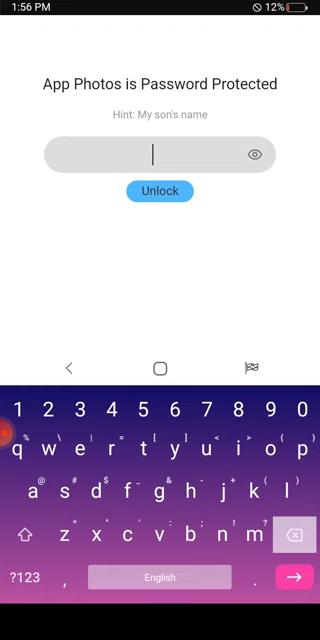 1:56 PM 12%
App Photos is Password Protected
Hint: My son's name
Unlock
1 2 3 4 5 6 7 8 9 0
% \ | = [ ] < > { }
q w e r t y u i o p
@ # $ - & - + ( )
a s d f g h j k l
* " ' : ; ! ?
z x c v b n m
?123 , English .